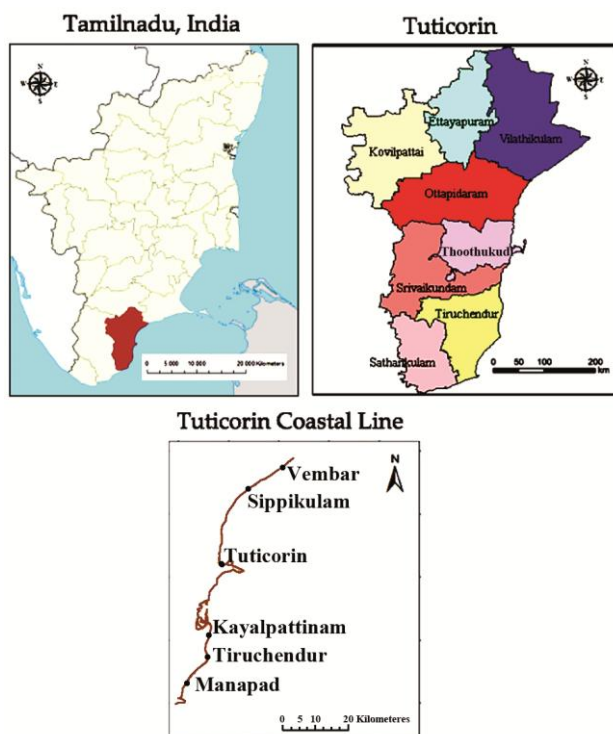 Tamilnadu, India
N
W E
S
0 5 000 10 000 20 000 Kilometers
Tuticorin
N
W E
S
Ettayapuram
Vilathikulam
Kovilpattai
Ottapidaram
Thoothukudi
Srivaikundam
Tiruchendur
Sathankulam
0 50 100 200
km
Tuticorin Coastal Line
N
Vembar
Sippikulam
Tuticorin
Kayalpattinam
Tiruchendur
Manapad
0 5 10 20 Kilometeres